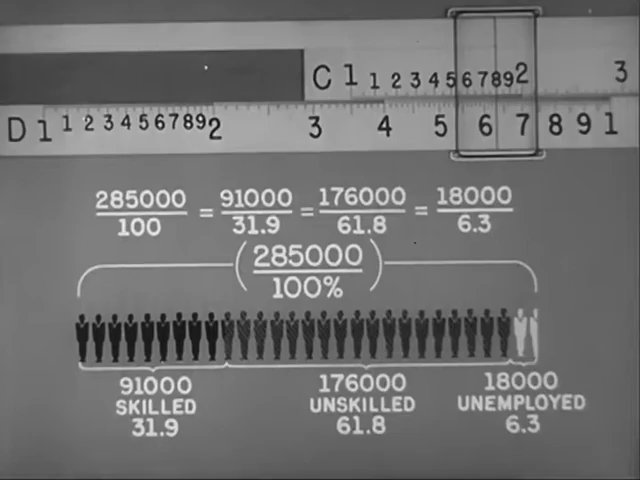 C 1 1 2 3 4 5 6 7 8 9 2 3
D 1 1 2 3 4 5 6 7 8 9 2 3 4 5 6 7 8 9 1
285000/100 = 91000/31.9 = 176000/61.8 = 18000/6.3
(285000/100%)
91000 176000 18000
SKILLED UNSKILLED UNEMPLOYED
31.9 61.8 6.3